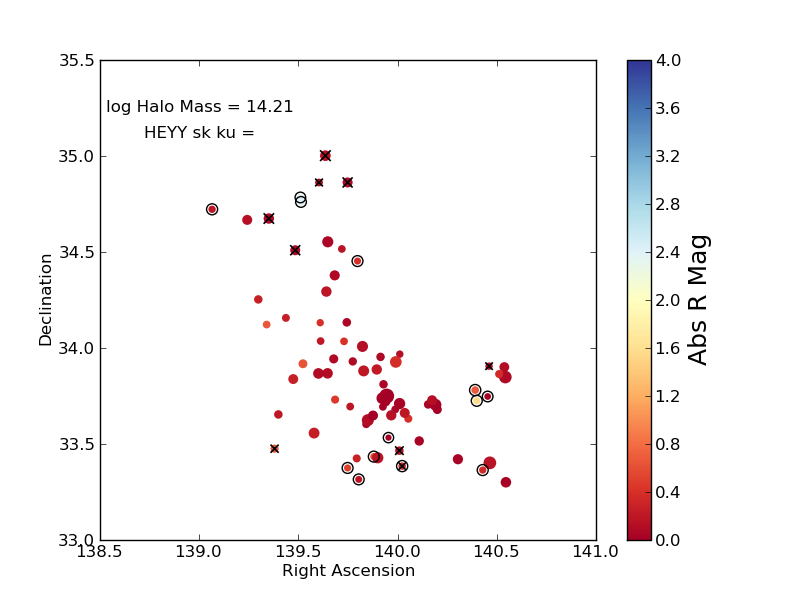 log Halo Mass = 14.21
HEYY sk ku =
35.5
35.0
34.5
34.0
33.5
33.0
138.5 139.0 139.5 140.0 140.5 141.0
Right Ascension
Declination
4.0
3.6
3.2
2.8
2.4
2.0
1.6
1.2
0.8
0.4
0.0
Abs R Mag